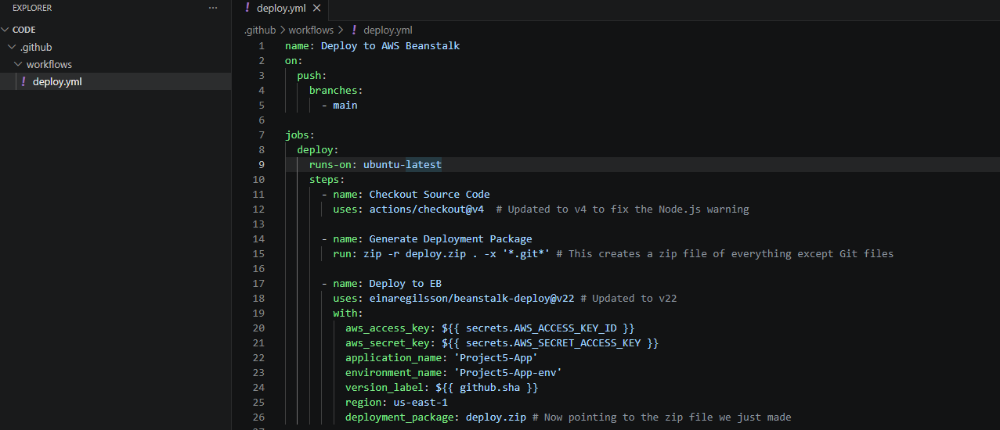 EXPLORER
CODE
.github
workflows
! deploy.yml
! deploy.yml
.github > workflows > ! deploy.yml
1 name: Deploy to AWS Beanstalk
2 on:
3 push:
4 branches:
5 - main
6
7 jobs:
8 deploy:
9 runs-on: ubuntu-latest
10 steps:
11 - name: Checkout Source Code
12 uses: actions/checkout@v4 # Updated to v4 to fix the Node.js warning
13
14 - name: Generate Deployment Package
15 run: zip -r deploy.zip . -x '*.git*' # This creates a zip file of everything except Git files
16
17 - name: Deploy to EB
18 uses: einaregilsson/beanstalk-deploy@v22 # Updated to v22
19 with:
20 aws_access_key: ${{ secrets.AWS_ACCESS_KEY_ID }}
21 aws_secret_key: ${{ secrets.AWS_SECRET_ACCESS_KEY }}
22 application_name: 'Project5-App'
23 environment_name: 'Project5-App-env'
24 version_label: ${{ github.sha }}
25 region: us-east-1
26 deployment_package: deploy.zip # Now pointing to the zip file we just made